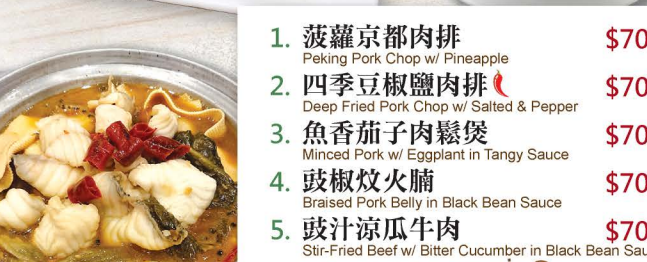 1. 菠蘿京都肉排 $70
Peking Pork Chop w/ Pineapple
2. 四季豆椒鹽肉排 $70
Deep Fried Pork Chop w/ Salted & Pepper
3. 魚香茄子肉鬆煲 $70
Minced Pork w/ Eggplant in Tangy Sauce
4. 豉椒炆火腩 $70
Braised Pork Belly in Black Bean Sauce
5. 豉汁涼瓜牛肉 $70
Stir-Fried Beef w/ Bitter Cucumber in Black Bean Sau